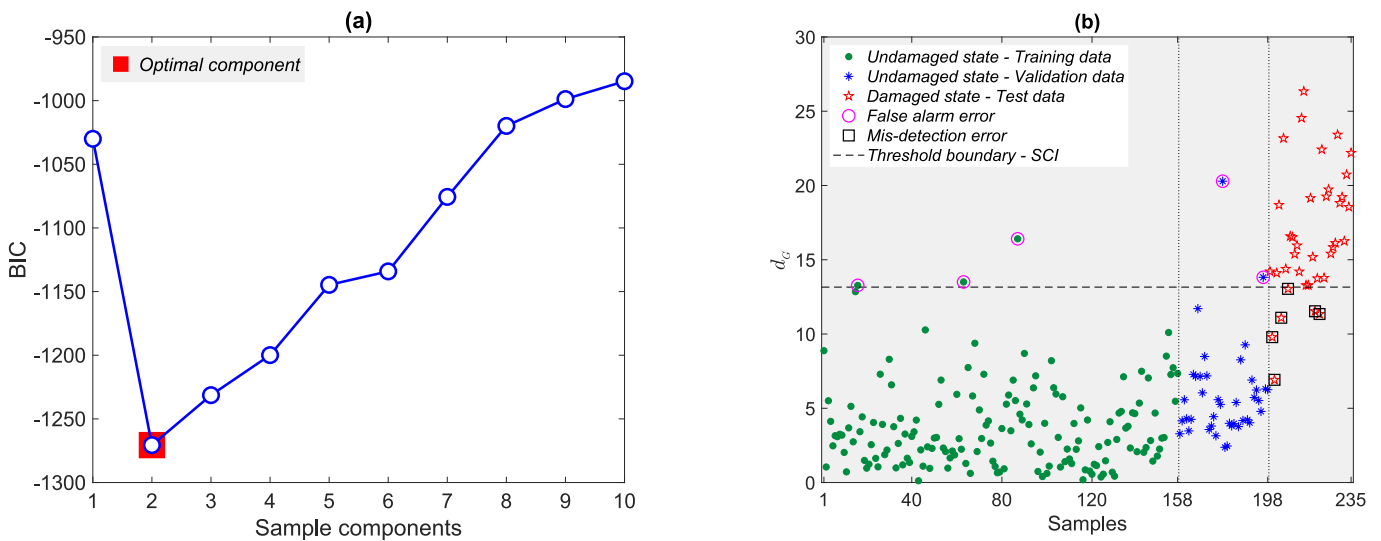 (a)
-950
-1000
-1050
-1100
-1150
-1200
-1250
-1300
BIC
Optimal component
1 2 3 4 5 6 7 8 9 10
Sample components
(b)
30
25
20
15
10
5
0
d_G
Undamaged state - Training data
Undamaged state - Validation data
Damaged state - Test data
False alarm error
Mis-detection error
Threshold boundary - SCI
1 40 80 120 158 198 235
Samples